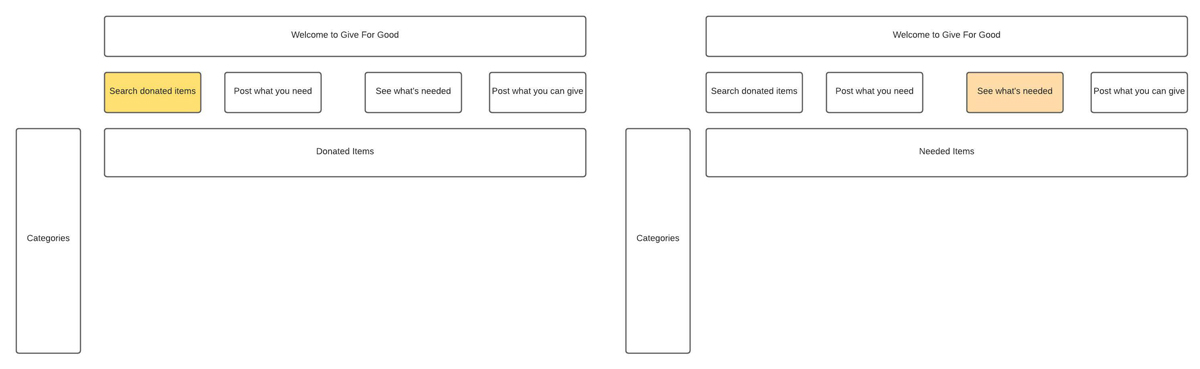 Welcome to Give For Good
Search donated items
Post what you need
See what's needed
Post what you can give
Donated Items
Categories
Welcome to Give For Good
Search donated items
Post what you need
See what's needed
Post what you can give
Needed Items
Categories